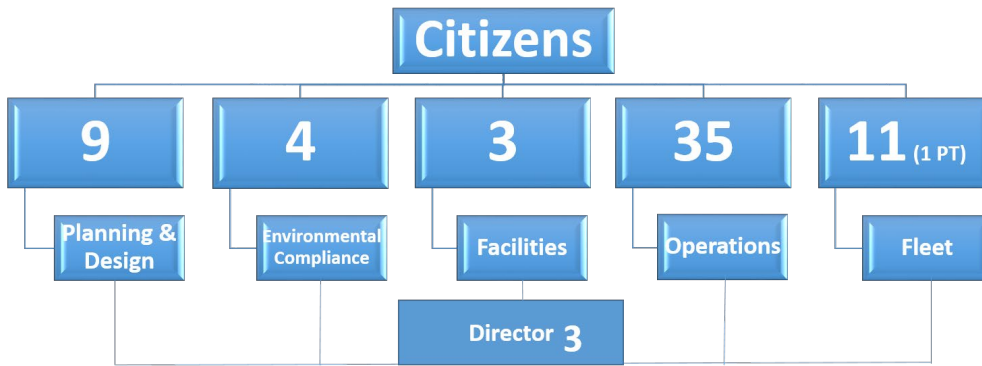 Citizens
9
4
3
35
11 (1 PT)
Planning &
Design
Environmental
Compliance
Facilities
Operations
Fleet
Director 3